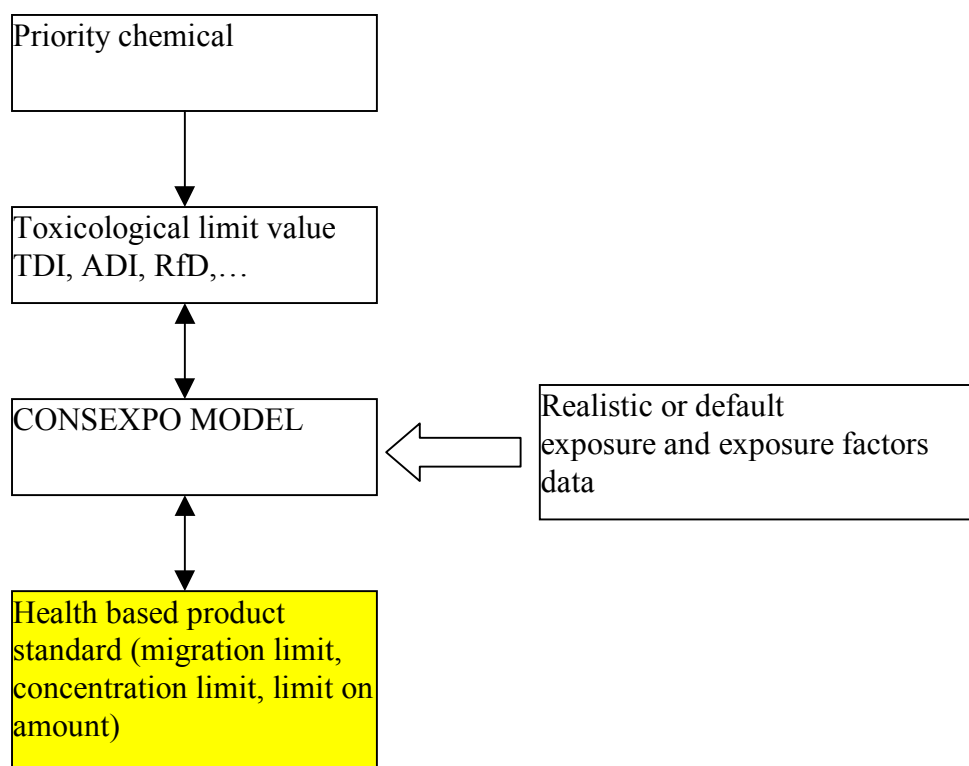 Priority chemical
Toxicological limit value
TDI, ADI, RfD,…
CONSEXPO MODEL
Realistic or default
exposure and exposure factors
data
Health based product
standard (migration limit,
concentration limit, limit on
amount)